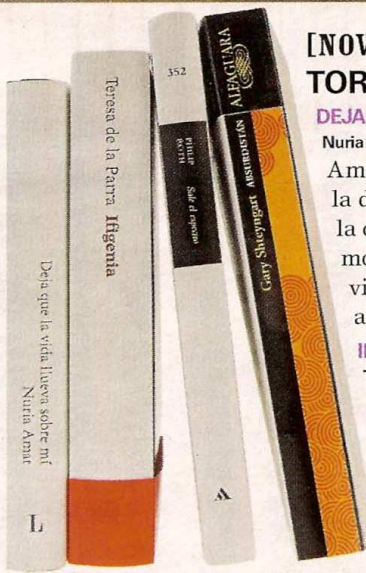 Deja que la vida llueva sobre mí
Nuria Amat
L
Teresa de la Parra Ifigenia
352
PHILIP
ROTH
Sale el espectro
A
ALFAGUARA
Gary Shteyngart ABSURDISTÁN
[NOV
TOR
DEJA
Nuria
Am
la d
la c
mo
vi
a